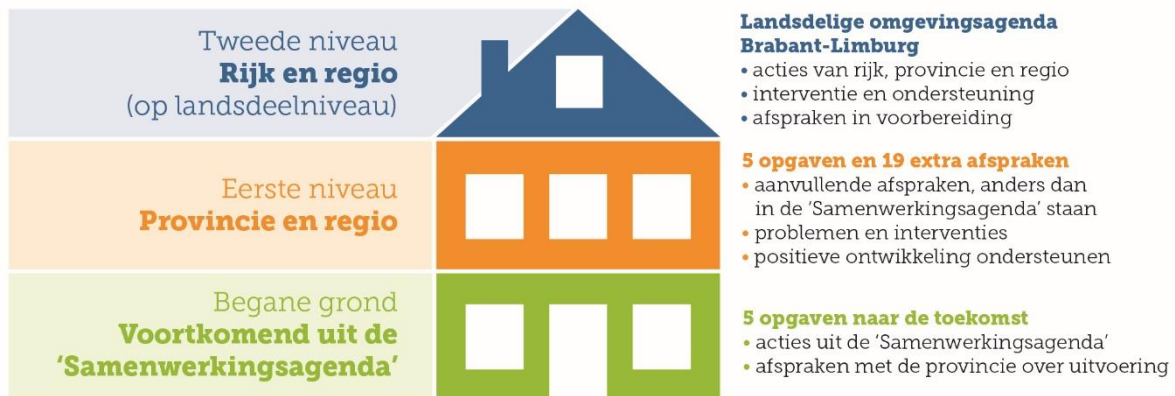 Tweede niveau
Rijk en regio
(op landsdeelniveau)
Landsdelige omgevingsagenda
Brabant-Limburg
• acties van rijk, provincie en regio
• interventie en ondersteuning
• afspraken in voorbereiding
Eerste niveau
Provincie en regio
5 opgaven en 19 extra afspraken
• aanvullende afspraken, anders dan
in de ‘Samenwerkingsagenda’ staan
• problemen en interventies
• positieve ontwikkeling ondersteunen
Begane grond
Voortkomend uit de
‘Samenwerkingsagenda’
5 opgaven naar de toekomst
• acties uit de ‘Samenwerkingsagenda’
• afspraken met de provincie over uitvoering